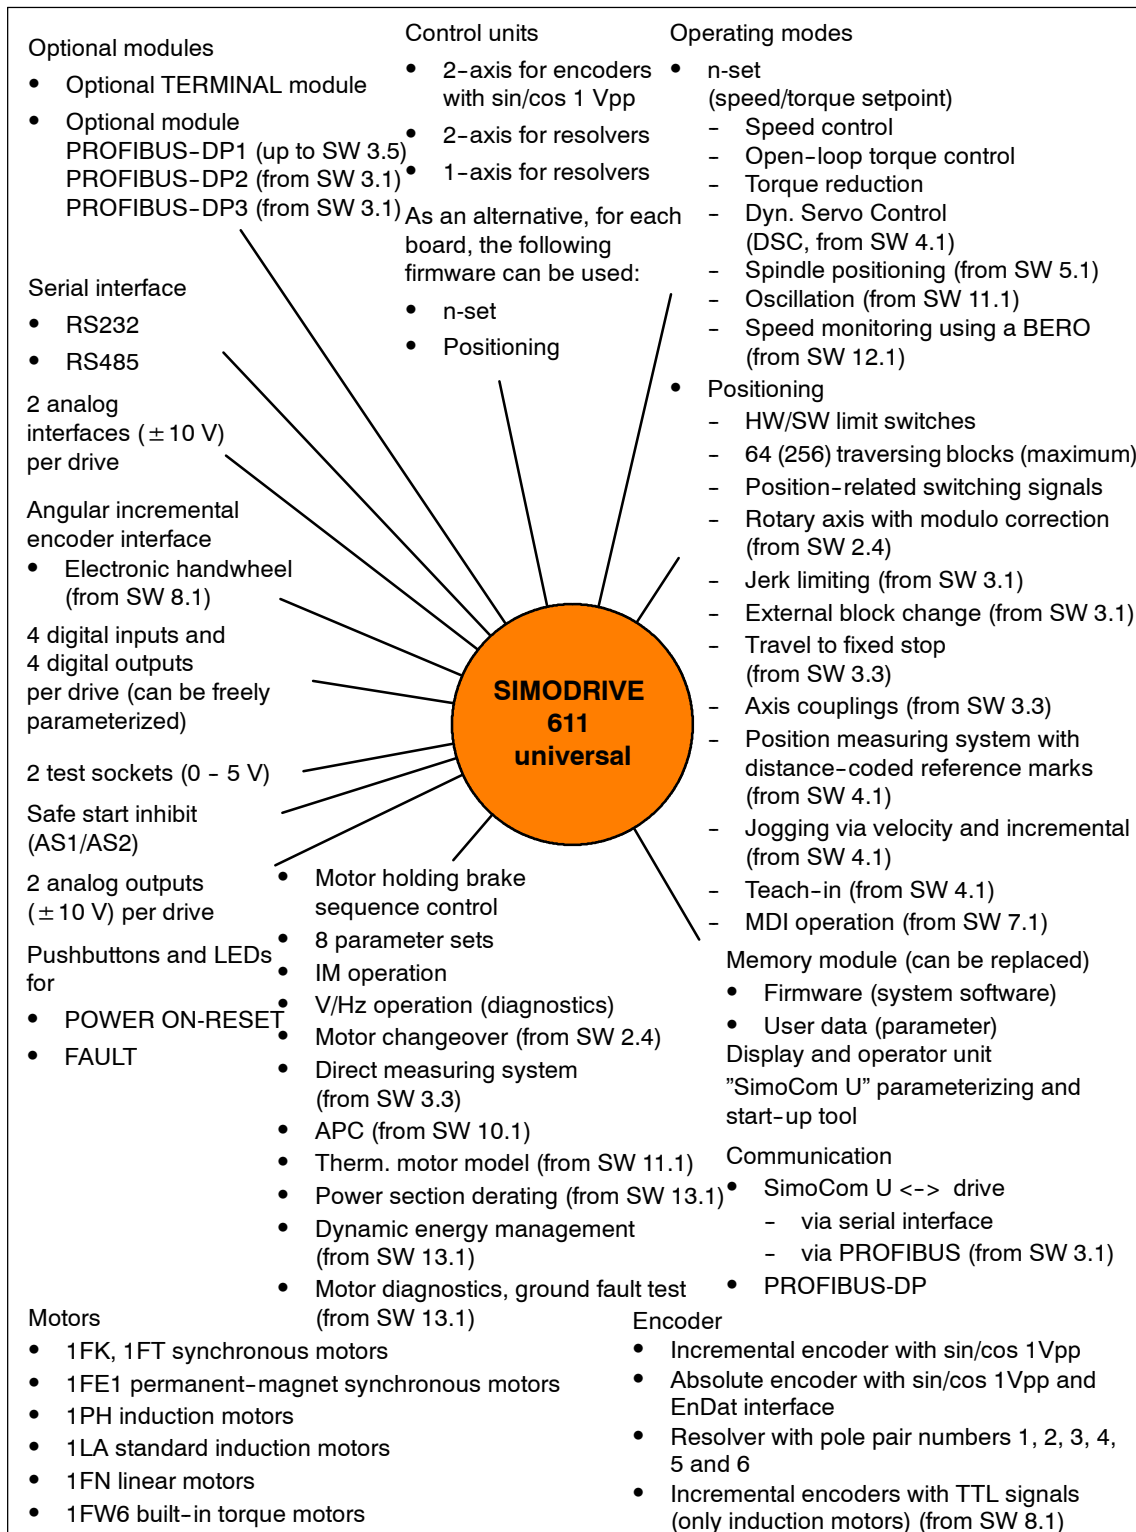 Optional modules
• Optional TERMINAL module
• Optional module
PROFIBUS-DP1 (up to SW 3.5)
PROFIBUS-DP2 (from SW 3.1)
PROFIBUS-DP3 (from SW 3.1)
Serial interface
• RS232
• RS485
2 analog
interfaces (±10 V)
per drive
Angular incremental
encoder interface
• Electronic handwheel
(from SW 8.1)
4 digital inputs and
4 digital outputs
per drive (can be freely
parameterized)
2 test sockets (0 - 5 V)
Safe start inhibit
(AS1/AS2)
2 analog outputs
(±10 V) per drive
Pushbuttons and LEDs
for
• POWER ON-RESET
• FAULT
Control units
• 2-axis for encoders
with sin/cos 1 Vpp
• 2-axis for resolvers
• 1-axis for resolvers
As an alternative, for each
board, the following
firmware can be used:
• n-set
• Positioning
Operating modes
• n-set
(speed/torque setpoint)
- Speed control
- Open-loop torque control
- Torque reduction
- Dyn. Servo Control
(DSC, from SW 4.1)
- Spindle positioning (from SW 5.1)
- Oscillation (from SW 11.1)
- Speed monitoring using a BERO
(from SW 12.1)
• Positioning
- HW/SW limit switches
- 64 (256) traversing blocks (maximum)
- Position-related switching signals
- Rotary axis with modulo correction
(from SW 2.4)
- Jerk limiting (from SW 3.1)
- External block change (from SW 3.1)
- Travel to fixed stop
(from SW 3.3)
- Axis couplings (from SW 3.3)
- Position measuring system with
distance-coded reference marks
(from SW 4.1)
- Jogging via velocity and incremental
(from SW 4.1)
- Teach-in (from SW 4.1)
- MDI operation (from SW 7.1)
SIMODRIVE
611
universal
• Motor holding brake
sequence control
• 8 parameter sets
• IM operation
• V/Hz operation (diagnostics)
• Motor changeover (from SW 2.4)
• Direct measuring system
(from SW 3.3)
• APC (from SW 10.1)
• Therm. motor model (from SW 11.1)
• Power section derating (from SW 13.1)
• Dynamic energy management
(from SW 13.1)
• Motor diagnostics, ground fault test
(from SW 13.1)
Memory module (can be replaced)
• Firmware (system software)
• User data (parameter)
Display and operator unit
"SimoCom U" parameterizing and
start-up tool
Communication
• SimoCom U <-> drive
- via serial interface
- via PROFIBUS (from SW 3.1)
• PROFIBUS-DP
Motors
• 1FK, 1FT synchronous motors
• 1FE1 permanent-magnet synchronous motors
• 1PH induction motors
• 1LA standard induction motors
• 1FN linear motors
• 1FW6 built-in torque motors
Encoder
• Incremental encoder with sin/cos 1Vpp
• Absolute encoder with sin/cos 1Vpp and
EnDat interface
• Resolver with pole pair numbers 1, 2, 3, 4,
5 and 6
• Incremental encoders with TTL signals
(only induction motors) (from SW 8.1)